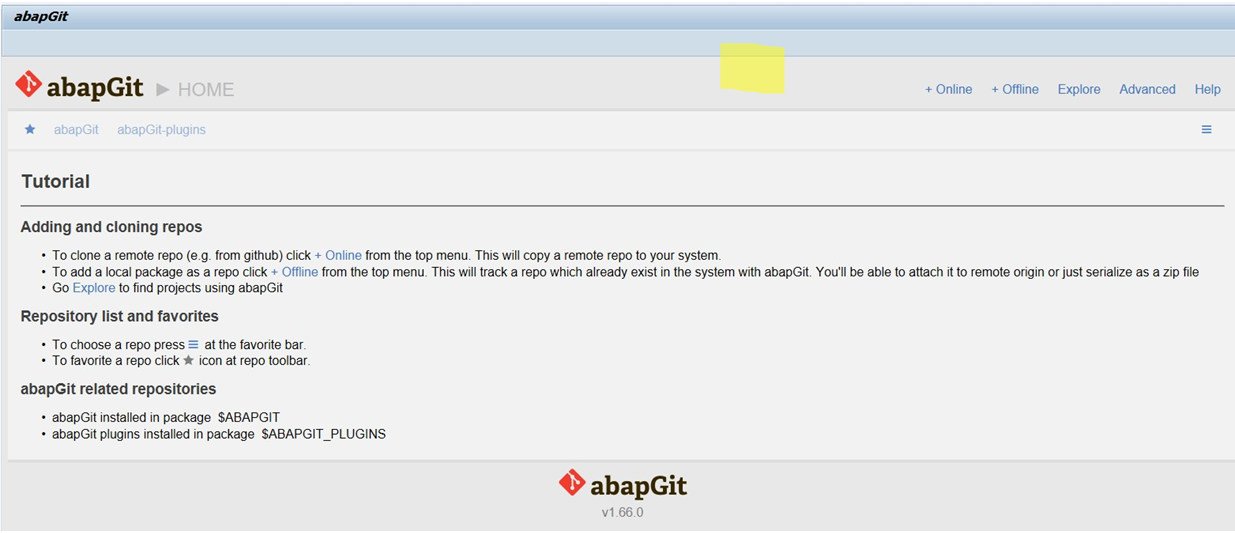 abapGit
abapGit ► HOME
+ Online + Offline Explore Advanced Help
★ abapGit abapGit-plugins ≡
Tutorial
Adding and cloning repos
• To clone a remote repo (e.g. from github) click + Online from the top menu. This will copy a remote repo to your system.
• To add a local package as a repo click + Offline from the top menu. This will track a repo which already exist in the system with abapGit. You'll be able to attach it to remote origin or just serialize as a zip file
• Go Explore to find projects using abapGit
Repository list and favorites
• To choose a repo press ≡ at the favorite bar.
• To favorite a repo click ★ icon at repo toolbar.
abapGit related repositories
• abapGit installed in package $ABAPGIT
• abapGit plugins installed in package $ABAPGIT_PLUGINS
abapGit
v1.66.0